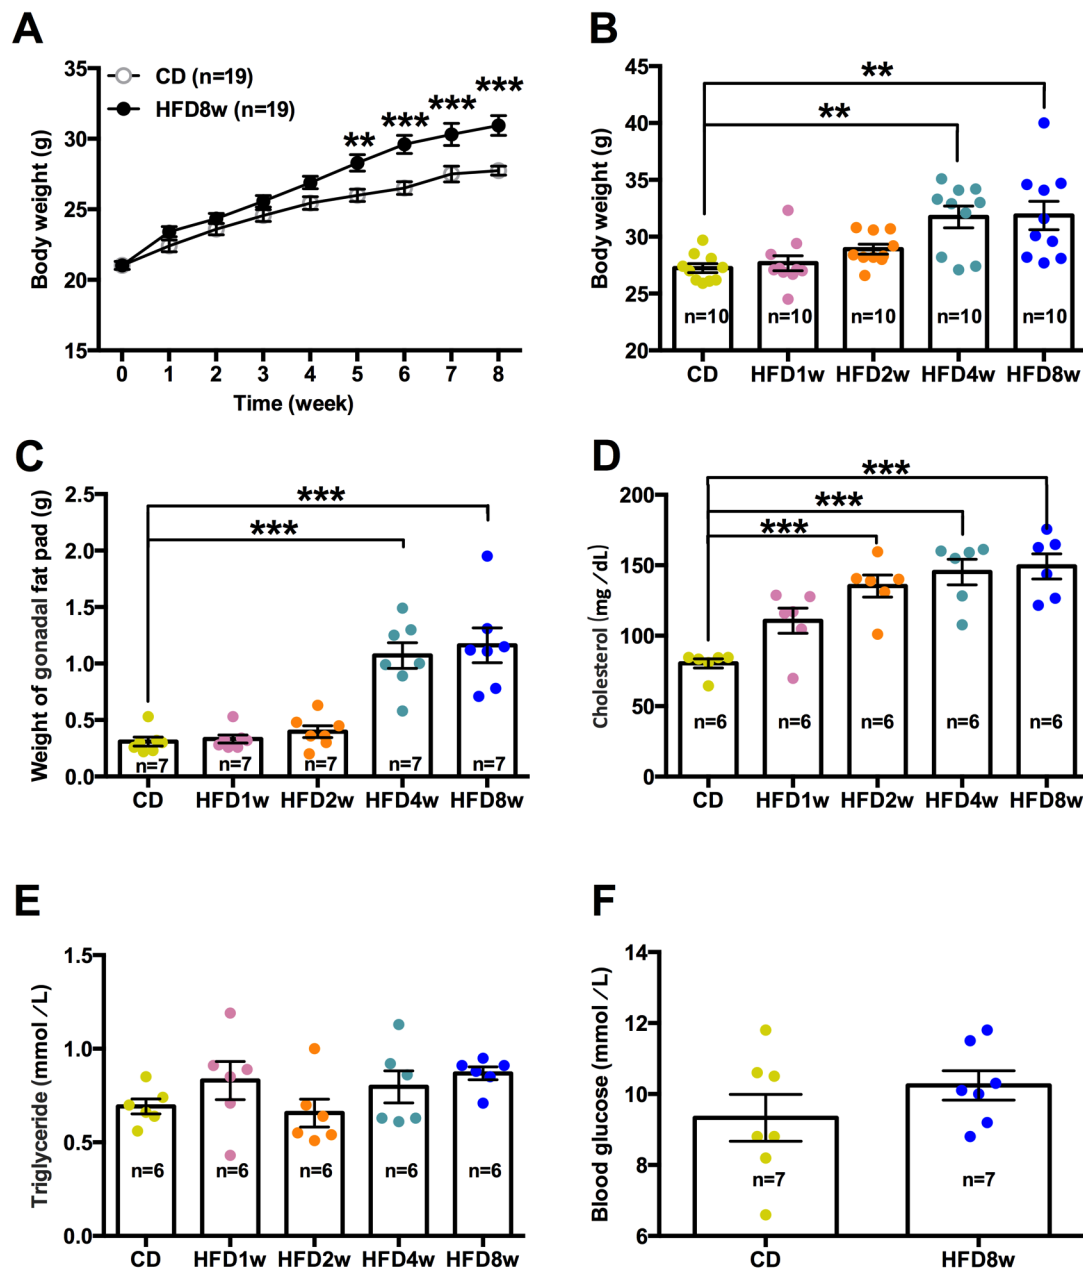 A
Body weight (g)
35
30
25
20
15
CD (n=19)
HFD8w (n=19)
**
***
***
***
0 1 2 3 4 5 6 7 8
Time (week)
B
Body weight (g)
45
40
35
30
25
20
**
**
n=10 n=10 n=10 n=10 n=10
CD HFD1w HFD2w HFD4w HFD8w
C
Weight of gonadal fat pad (g)
2.5
2.0
1.5
1.0
0.5
0.0
***
***
n=7 n=7 n=7 n=7 n=7
CD HFD1w HFD2w HFD4w HFD8w
D
Cholesterol (mg/dL)
200
150
100
50
0
***
***
***
n=6 n=6 n=6 n=6 n=6
CD HFD1w HFD2w HFD4w HFD8w
E
Triglyceride (mmol/L)
1.5
1.0
0.5
0.0
n=6 n=6 n=6 n=6 n=6
CD HFD1w HFD2w HFD4w HFD8w
F
Blood glucose (mmol/L)
14
12
10
8
6
n=7 n=7
CD HFD8w